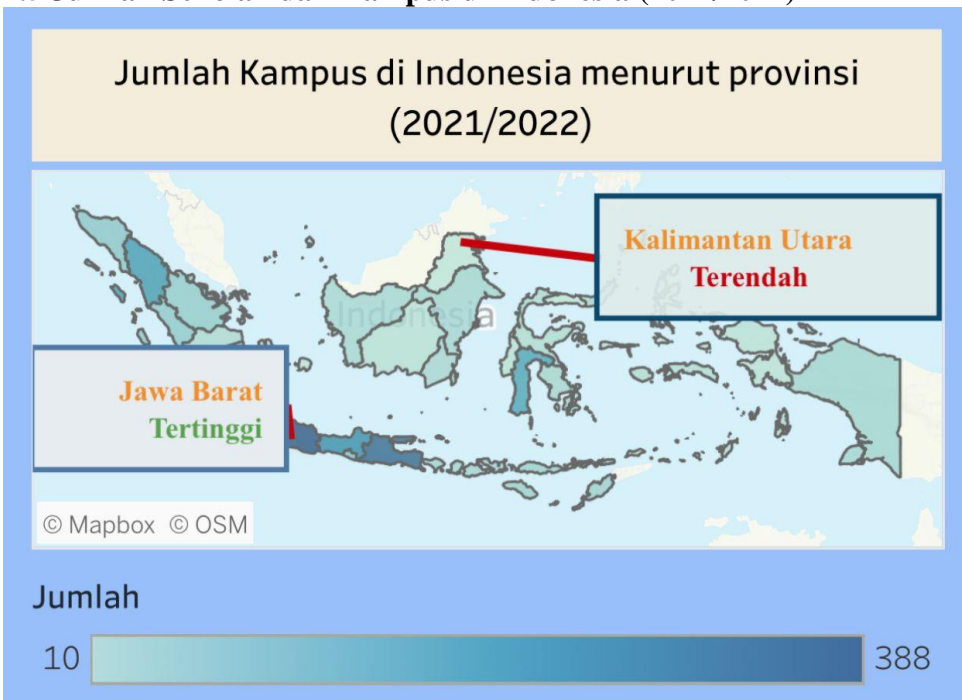 Jumlah Kampus di Indonesia menurut provinsi
(2021/2022)
Kalimantan Utara
Terendah
Indonesia
Jawa Barat
Tertinggi
© Mapbox © OSM
Jumlah
10
388